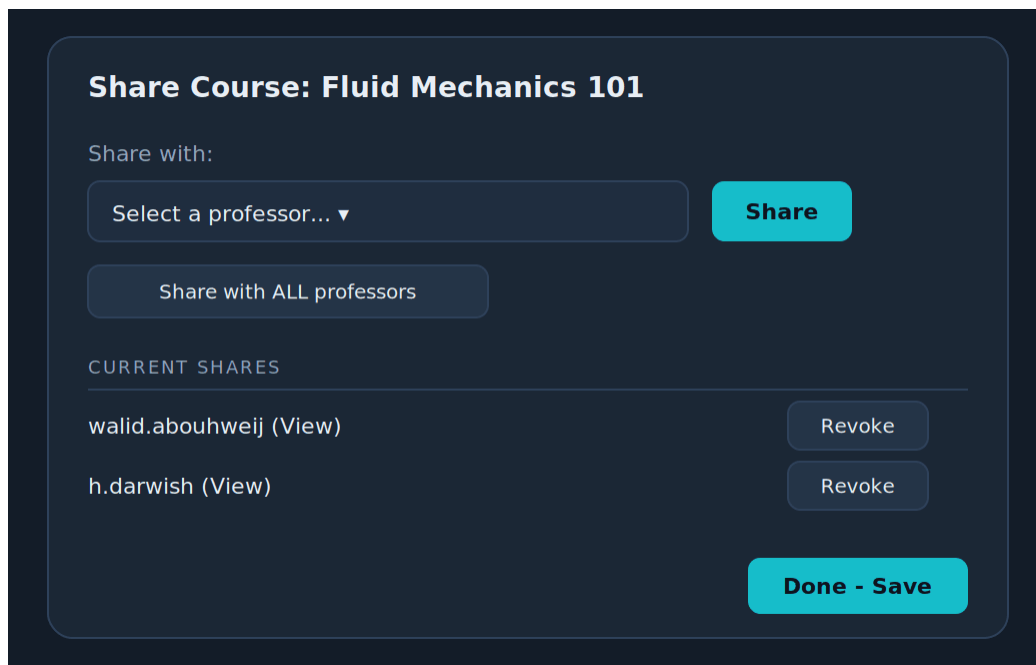 Share Course: Fluid Mechanics 101
Share with:
Select a professor... ▾
Share
Share with ALL professors
CURRENT SHARES
walid.abouhweij (View)
Revoke
h.darwish (View)
Revoke
Done - Save